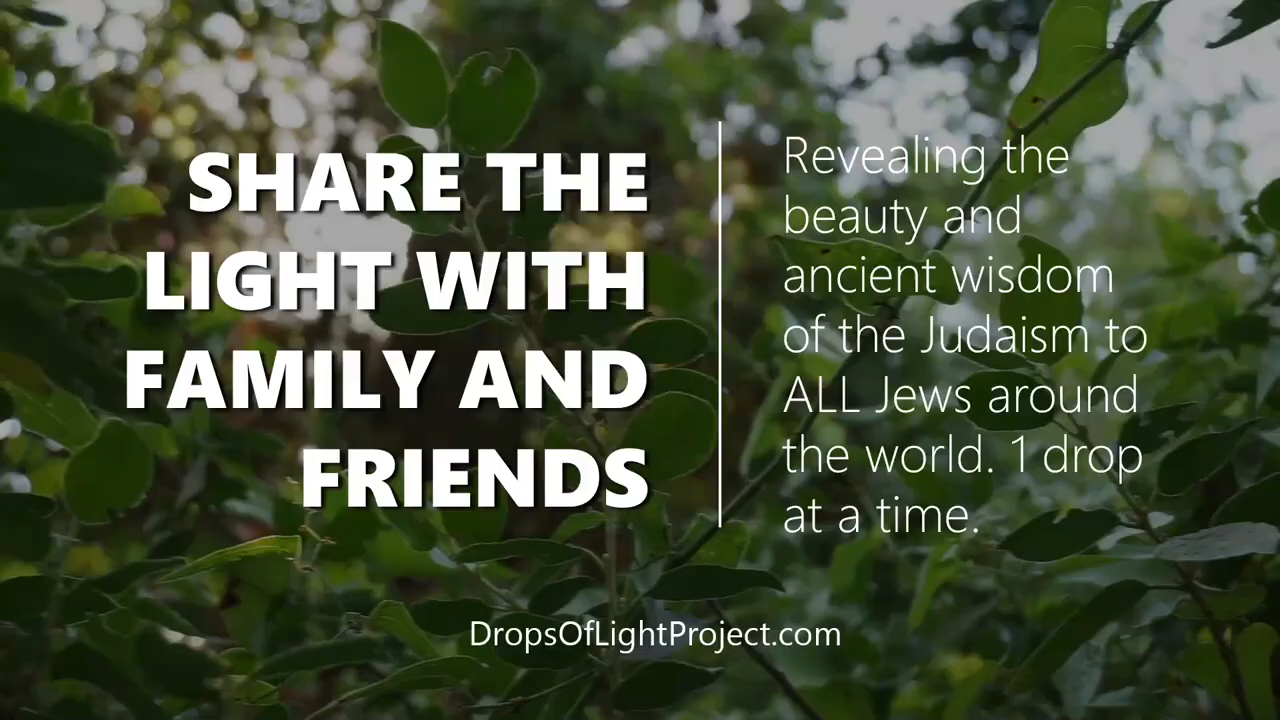 SHARE THE
LIGHT WITH
FAMILY AND
FRIENDS
Revealing the
beauty and
ancient wisdom
of the Judaism to
ALL Jews around
the world. 1 drop
at a time.
DropsOfLightProject.com